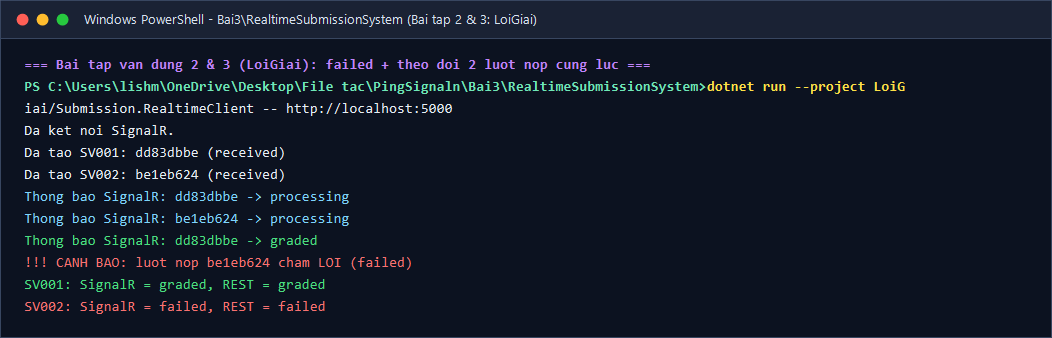 Windows PowerShell - Bai3\RealtimeSubmissionSystem (Bai tap 2 & 3: LoiGiai)
=== Bai tap van dung 2 & 3 (LoiGiai): failed + theo doi 2 luot nop cung luc ===
PS C:\Users\lishm\OneDrive\Desktop\File tac\PingSignaln\Bai3\RealtimeSubmissionSystem>dotnet run --project LoiG
iai/Submission.RealtimeClient -- http://localhost:5000
Da ket noi SignalR.
Da tao SV001: dd83dbbe (received)
Da tao SV002: be1eb624 (received)
Thong bao SignalR: dd83dbbe -> processing
Thong bao SignalR: be1eb624 -> processing
Thong bao SignalR: dd83dbbe -> graded
!!! CANH BAO: luot nop be1eb624 cham LOI (failed)
SV001: SignalR = graded, REST = graded
SV002: SignalR = failed, REST = failed